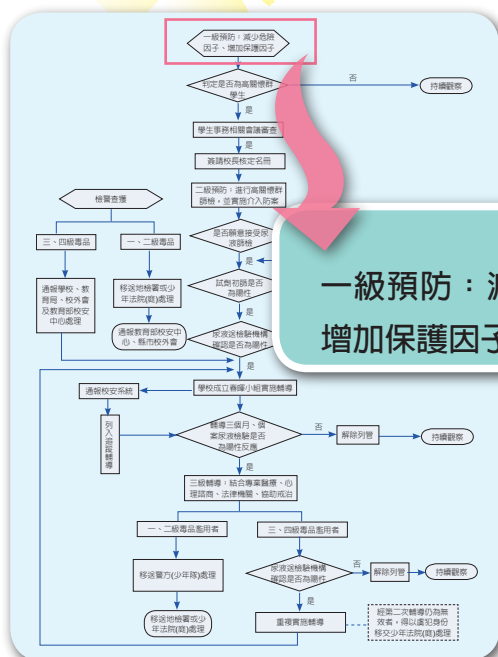 一級預防：減少危險
因子、增加保護因子
判定是否為高關懷群
學生
否
持續觀察
是
學生事務相關會議審查
是
簽請校長核定名冊
二級預防：進行高關懷群
篩檢，並實施介入防案
是
是否願意接受尿
液篩檢
是
試劑初篩是否
為陽性
是
尿液送檢驗機構
確認是否為陽性
是
檢警查獲
三、四級毒品
一、二級毒品
通報學校、教
育局、校外會
及教育部校安
中心處理
移送地檢署或少
年法院(庭)處理
通報教育部校安中
心、縣市校外會
一級預防：減
增加保護因子
通報校安系統
學校成立春暉小組實施輔導
列入追蹤輔導
輔導三個月，個
案尿液檢驗是否
為陽性反應
否
解除列管
持續觀察
是
三級輔導：結合專業醫療、心
理諮商、法律機關、協助戒治
一、二級毒品濫用者
三、四級毒品濫用者
移送警方(少年隊)處理
移送地檢署或少
年法院(庭)處理
尿液送檢驗機構
確認是否為陽性
否
解除列管
持續觀察
是
重複實施輔導
經第二次輔導仍為無
效者，得以虞犯身份
移交少年法院(庭)處理